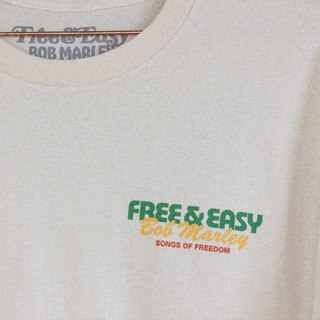 Free & Easy
BOB MARLEY
FREE & EASY
Bob Marley
SONGS OF FREEDOM